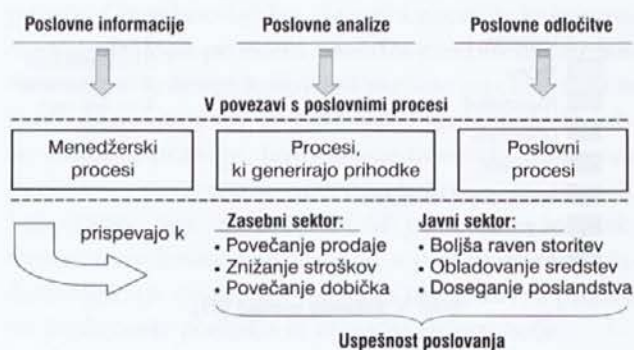 Poslovne informacije
Poslovne analize
Poslovne odločitve
V povezavi s poslovnimi procesi
Menedžerski
procesi
Procesi,
ki generirajo prihodke
Poslovni
procesi
prispevajo k
Zasebni sektor:
• Povečanje prodaje
• Znižanje stroškov
• Povečanje dobička
Javni sektor:
• Boljša raven storitev
• Obladovanje sredstev
• Doseganje poslandstva
Uspešnost poslovanja